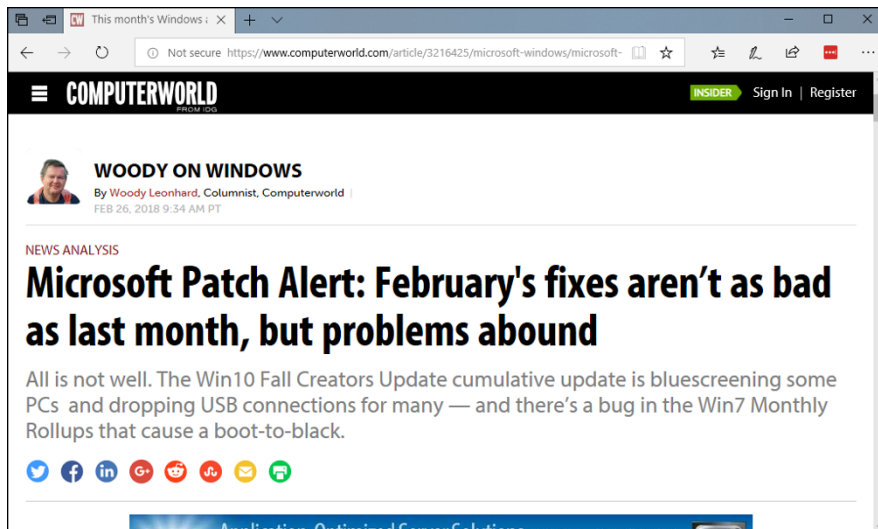 This month's Windows a
Not secure https://www.computerworld.com/article/3216425/microsoft-windows/microsoft-
COMPUTERWORLD
FROM IDG
INSIDER Sign In | Register
WOODY ON WINDOWS
By Woody Leonhard, Columnist, Computerworld |
FEB 26, 2018 9:34 AM PT
NEWS ANALYSIS
Microsoft Patch Alert: February's fixes aren’t as bad
as last month, but problems abound
All is not well. The Win10 Fall Creators Update cumulative update is bluescreening some
PCs and dropping USB connections for many — and there’s a bug in the Win7 Monthly
Rollups that cause a boot-to-black.
Application-Optimized Server Solutions